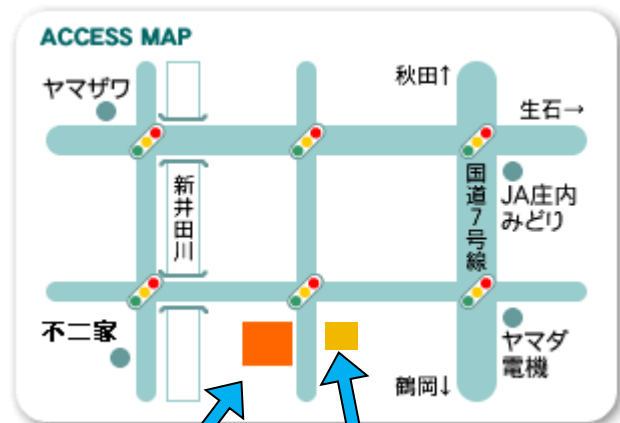 ACCESS MAP
ヤマザワ
秋田↑
生石→
新井田川
国道7号線
JA庄内
みどり
不二家
ヤマダ
電機
鶴岡↓